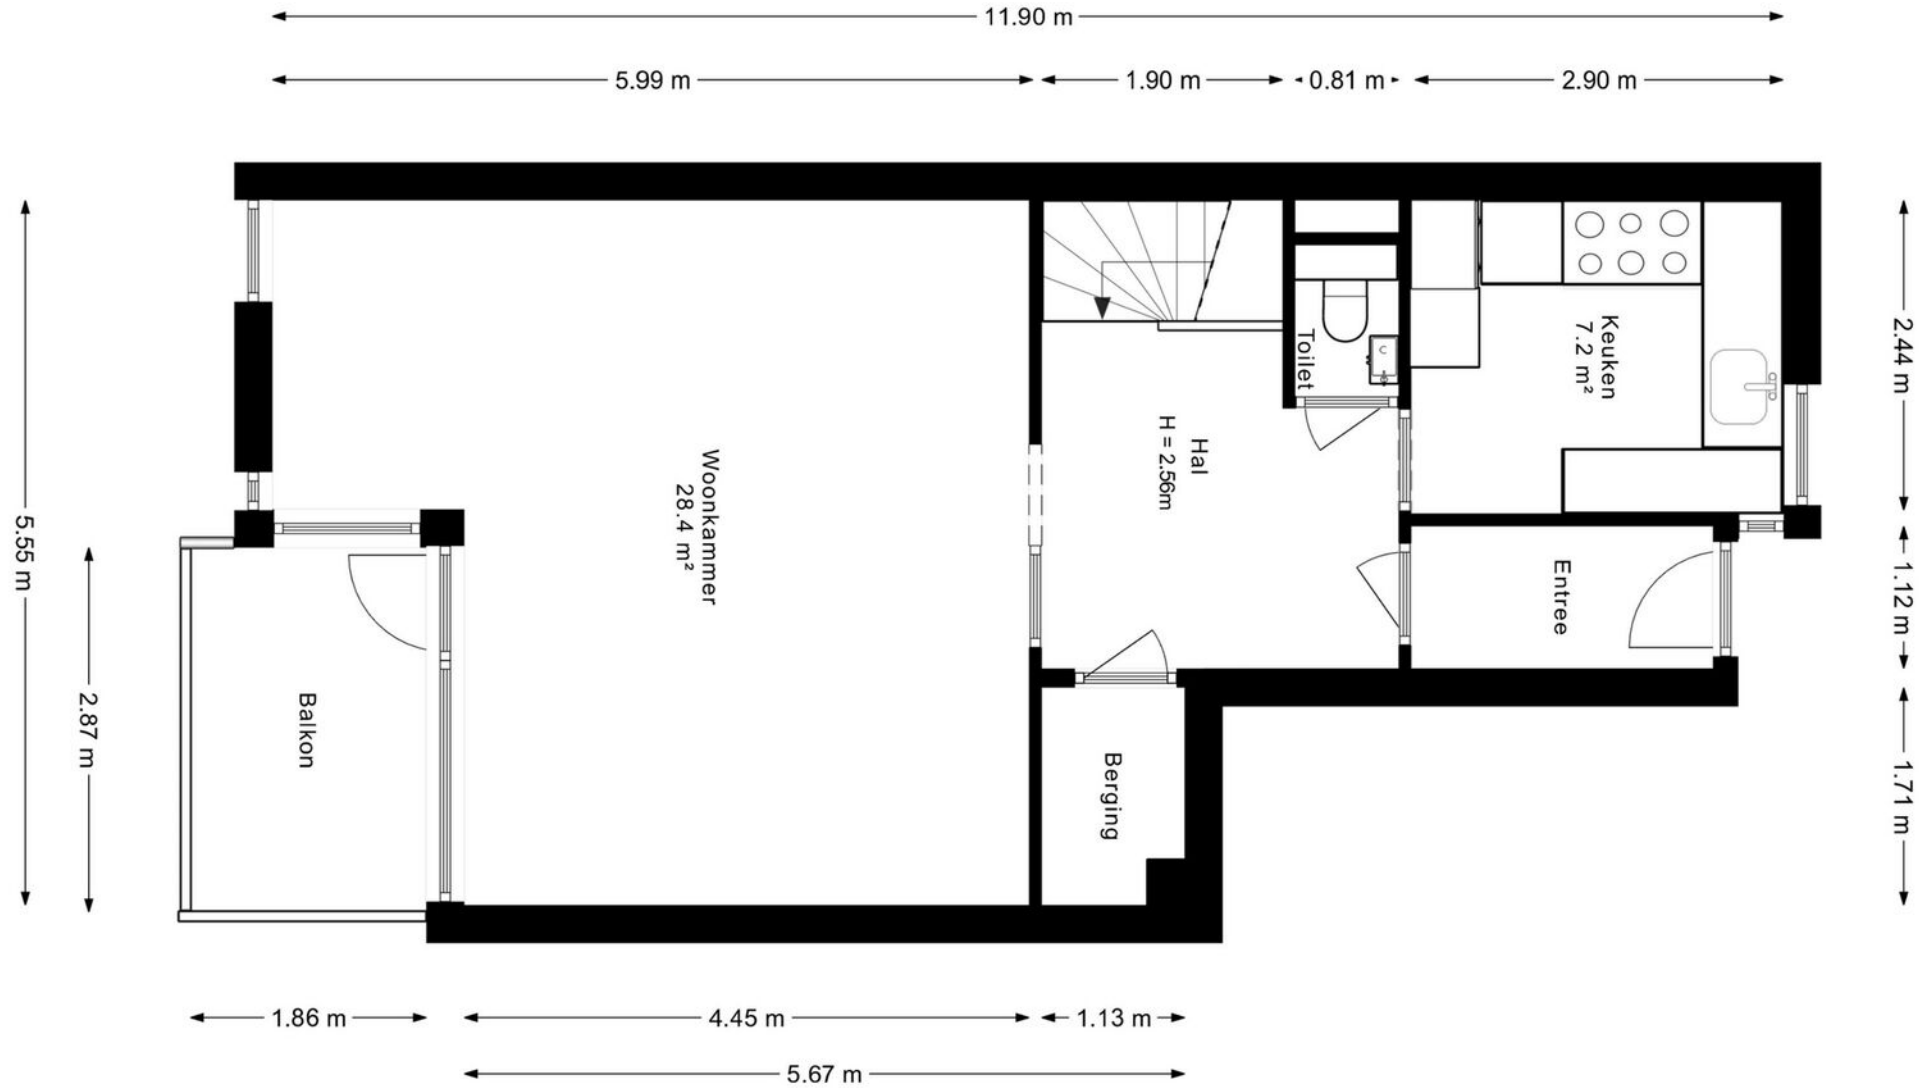 11.90 m
5.99 m
1.90 m
0.81 m
2.90 m
5.55 m
2.87 m
2.44 m
1.12 m
1.71 m
Woonkammer
28.4 m²
Hal
H = 2.56m
Toilet
Keuken
7.2 m²
Entree
Balkon
Berging
1.86 m
4.45 m
1.13 m
5.67 m